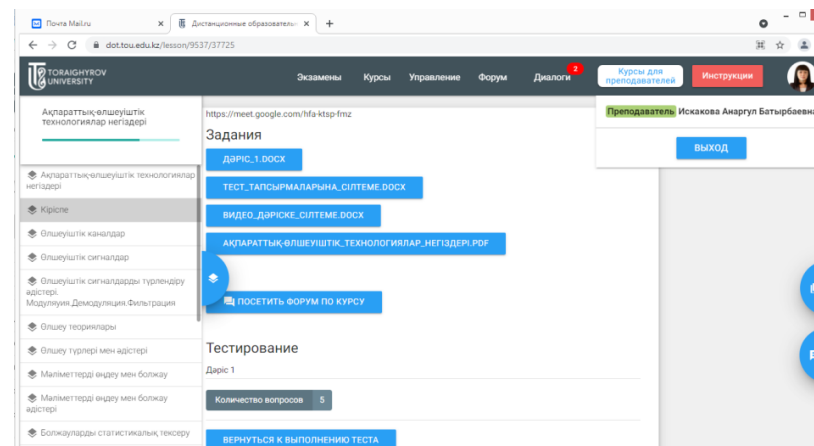 Почта Mail.ru
Дистанционные образователь
dot.tou.edu.kz/lesson/9537/37725
TORAIGHYROV
UNIVERSITY
Экзамены
Курсы
Управление
Форум
Диалоги
2
Курсы для
преподавателей
Инструкции
Преподаватель Искакова Анаргул Батырбаевна
ВЫХОД
Ақпараттық-өлшеуіштік
технологиялар негіздері
Ақпараттық-өлшеуіштік технологиялар
негіздері
Кіріспе
Өлшеуіштік каналдар
Өлшеуіштік сигналдар
Өлшеуіштік сигналдарды түрлендіру
әдістері.
Модуляуия.Демодуляция.Фильтрация
Өлшеу теориялары
Өлшеу түрлері мен әдістері
Мәліметтерді өңдеу мен болжау
Мәліметтерді өңдеу мен болжау
әдістері
Болжауларды статистикалық тексеру
https://meet.google.com/hfa-ktsp-fmz
Задания
ДӘРІС_1.DOCX
ТЕСТ_ТАПСЫРМАЛАРЫНА_СІЛТЕМЕ.DOCX
ВИДЕО_ДӘРІСКЕ_СІЛТЕМЕ.DOCX
АҚПАРАТТЫҚ-ӨЛШЕУІШТІК_ТЕХНОЛОГИЯЛАР_НЕГІЗДЕРІ.PDF
ПОСЕТИТЬ ФОРУМ ПО КУРСУ
Тестирование
Дәріс 1
Количество вопросов 5
ВЕРНУТЬСЯ К ВЫПОЛНЕНИЮ ТЕСТА